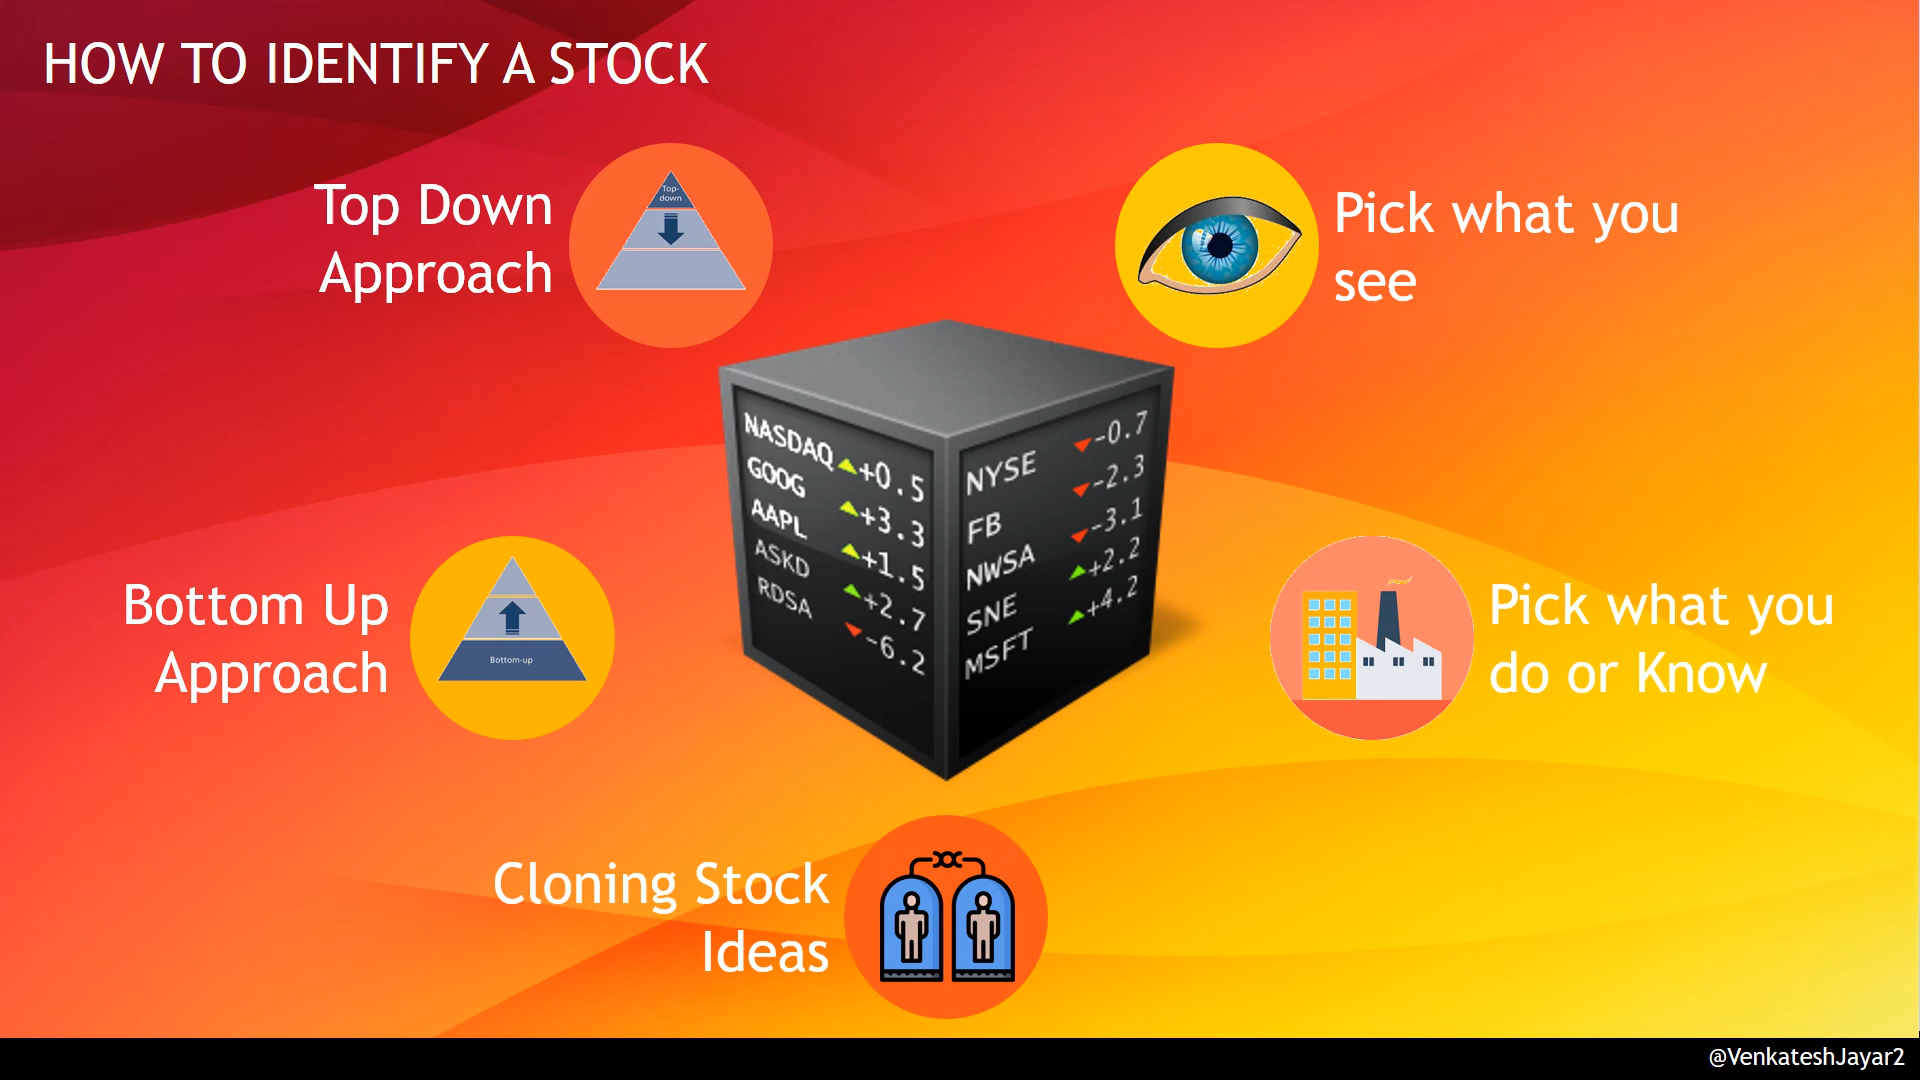 HOW TO IDENTIFY A STOCK
Top Down
Approach
Top-
down
Pick what you
see
NASDAQ +0.5
GOOG +3.3
AAPL +1.5
ASKD +2.7
RDSA -6.2
NYSE -0.7
FB -2.3
NWSA -3.1
SNE +2.2
MSFT +4.2
Bottom Up
Approach
Bottom-up
Pick what you
do or Know
Cloning Stock
Ideas
@VenkateshJayar2